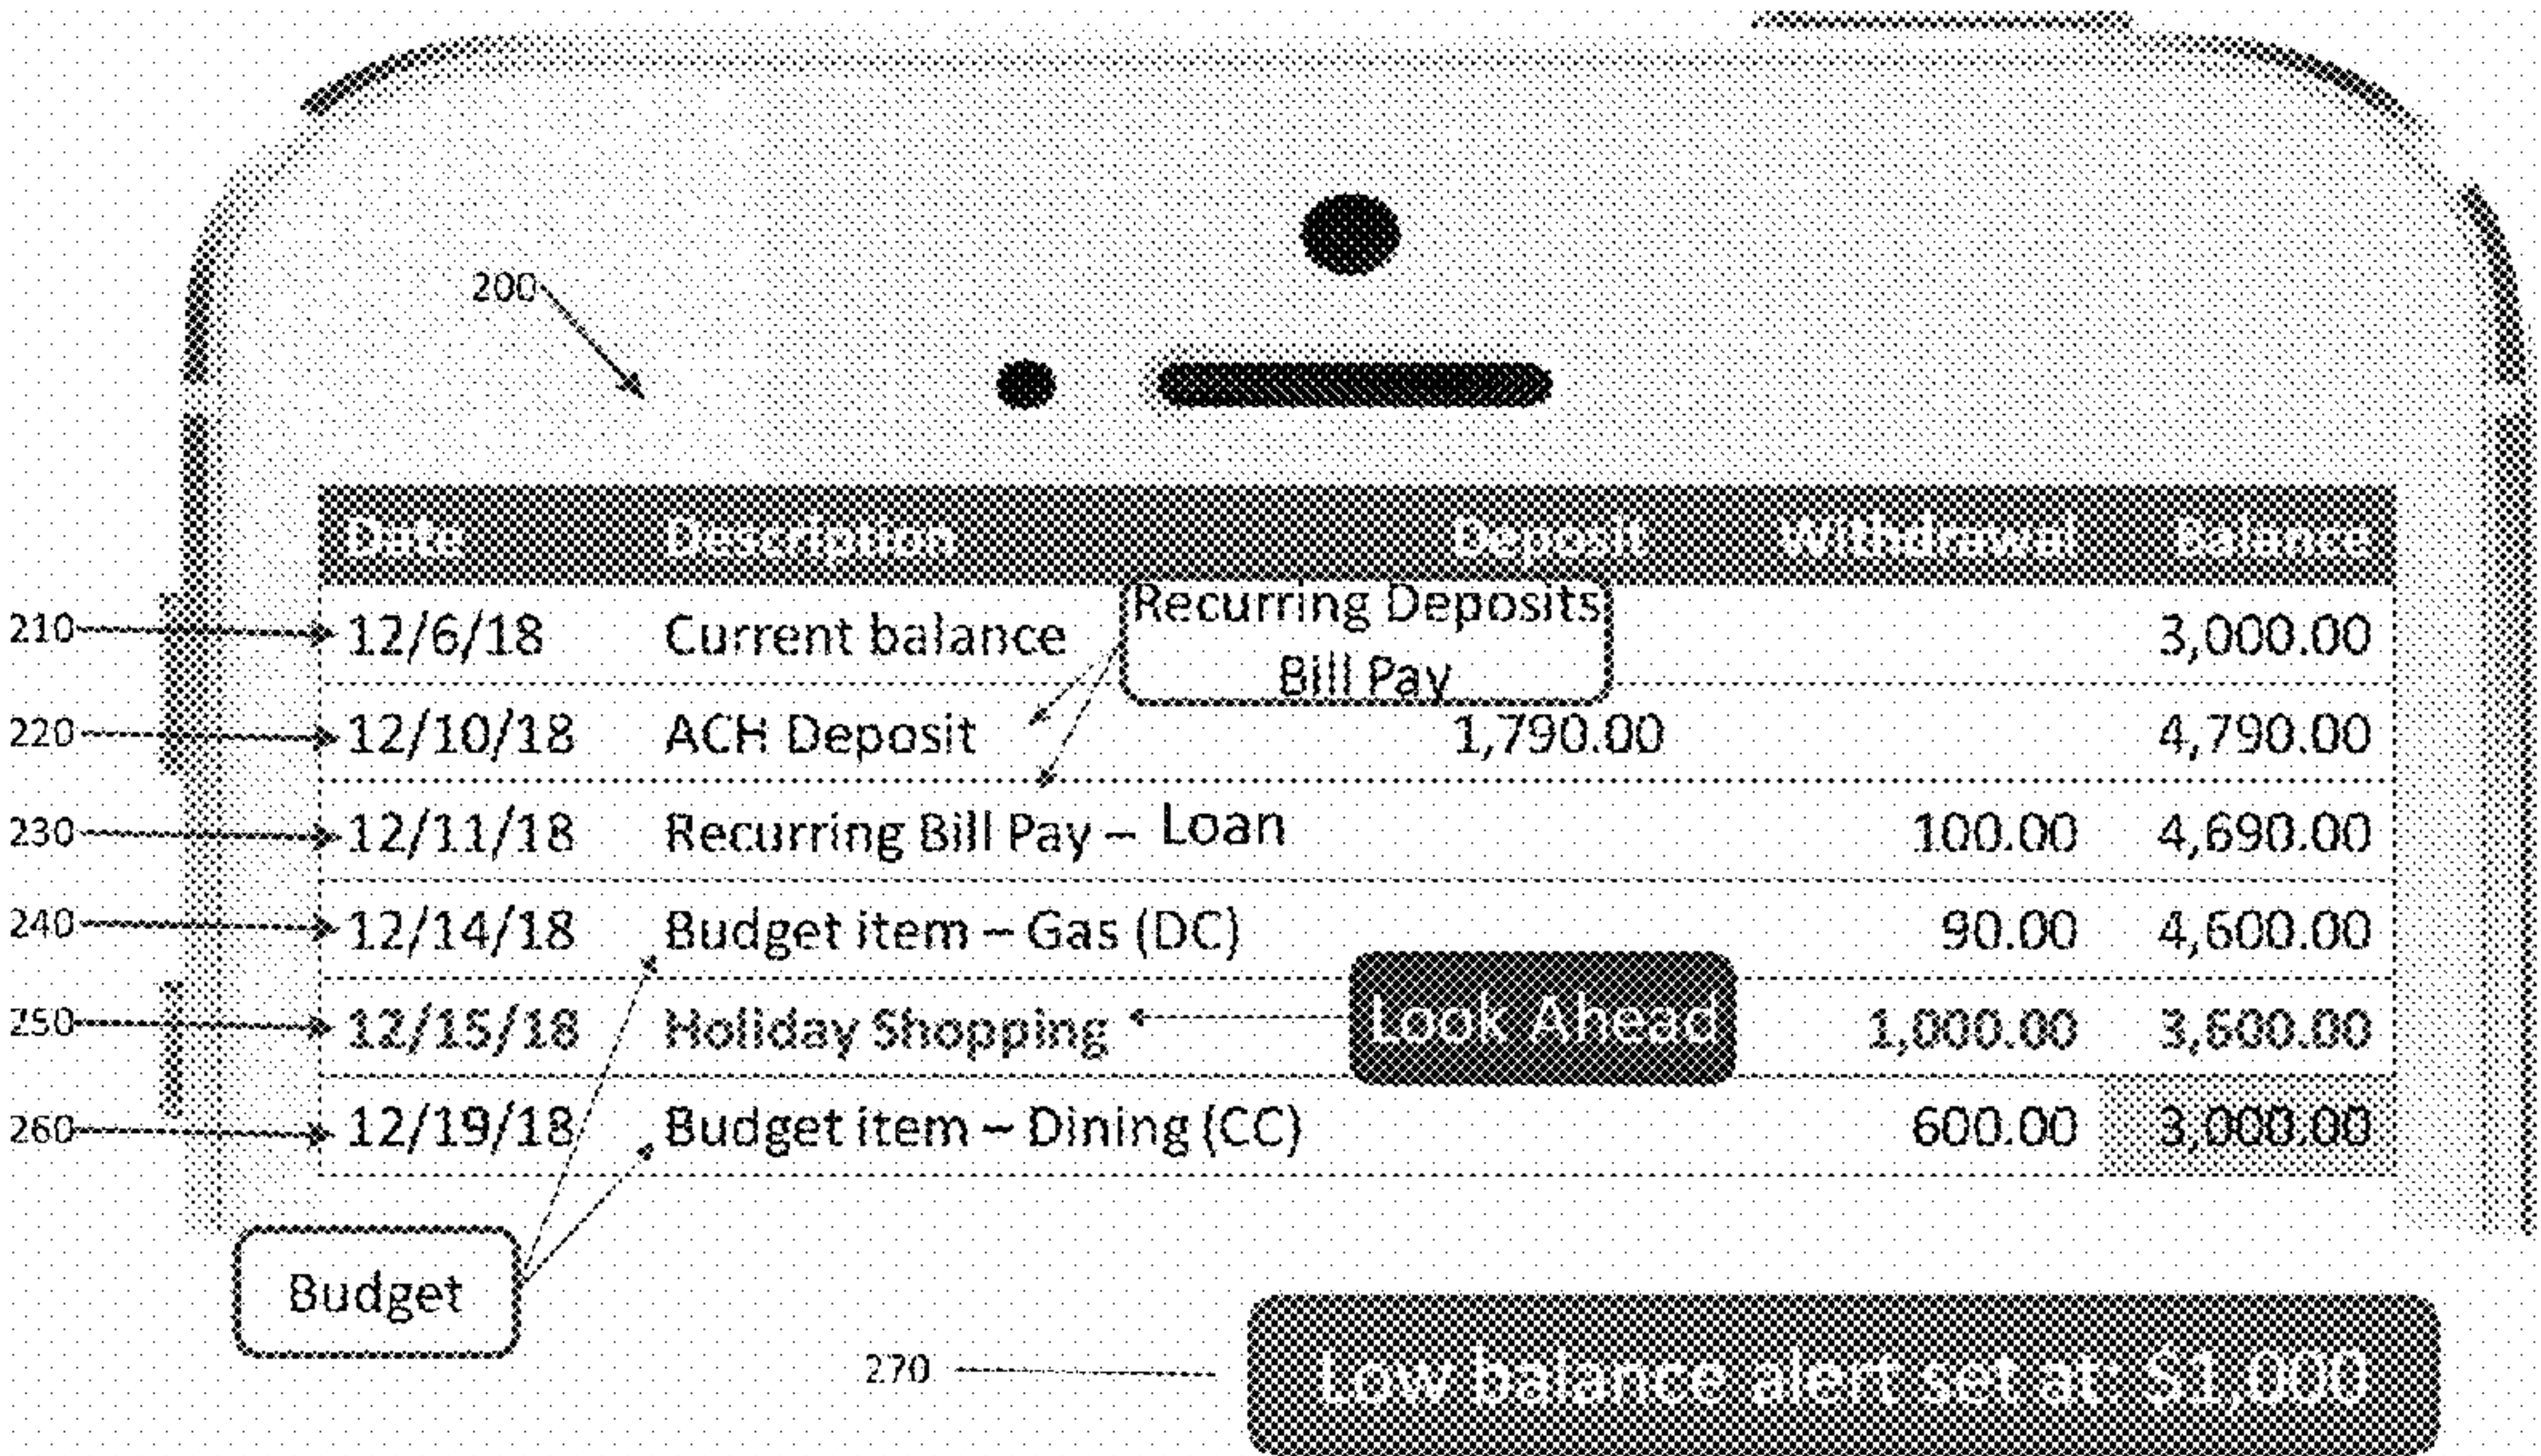 200
Date Description Deposit Withdrawal Balance
Recurring Deposits
Bill Pay
210 12/6/18 Current balance 3,000.00
220 12/10/18 ACH Deposit 1,790.00 4,790.00
230 12/11/18 Recurring Bill Pay – Loan 100.00 4,690.00
240 12/14/18 Budget item – Gas (DC) 90.00 4,600.00
250 12/15/18 Holiday Shopping Look Ahead 1,000.00 3,600.00
260 12/19/18 Budget item – Dining (CC) 600.00 3,000.00
Budget
270 Low balance alert set at: $1,000